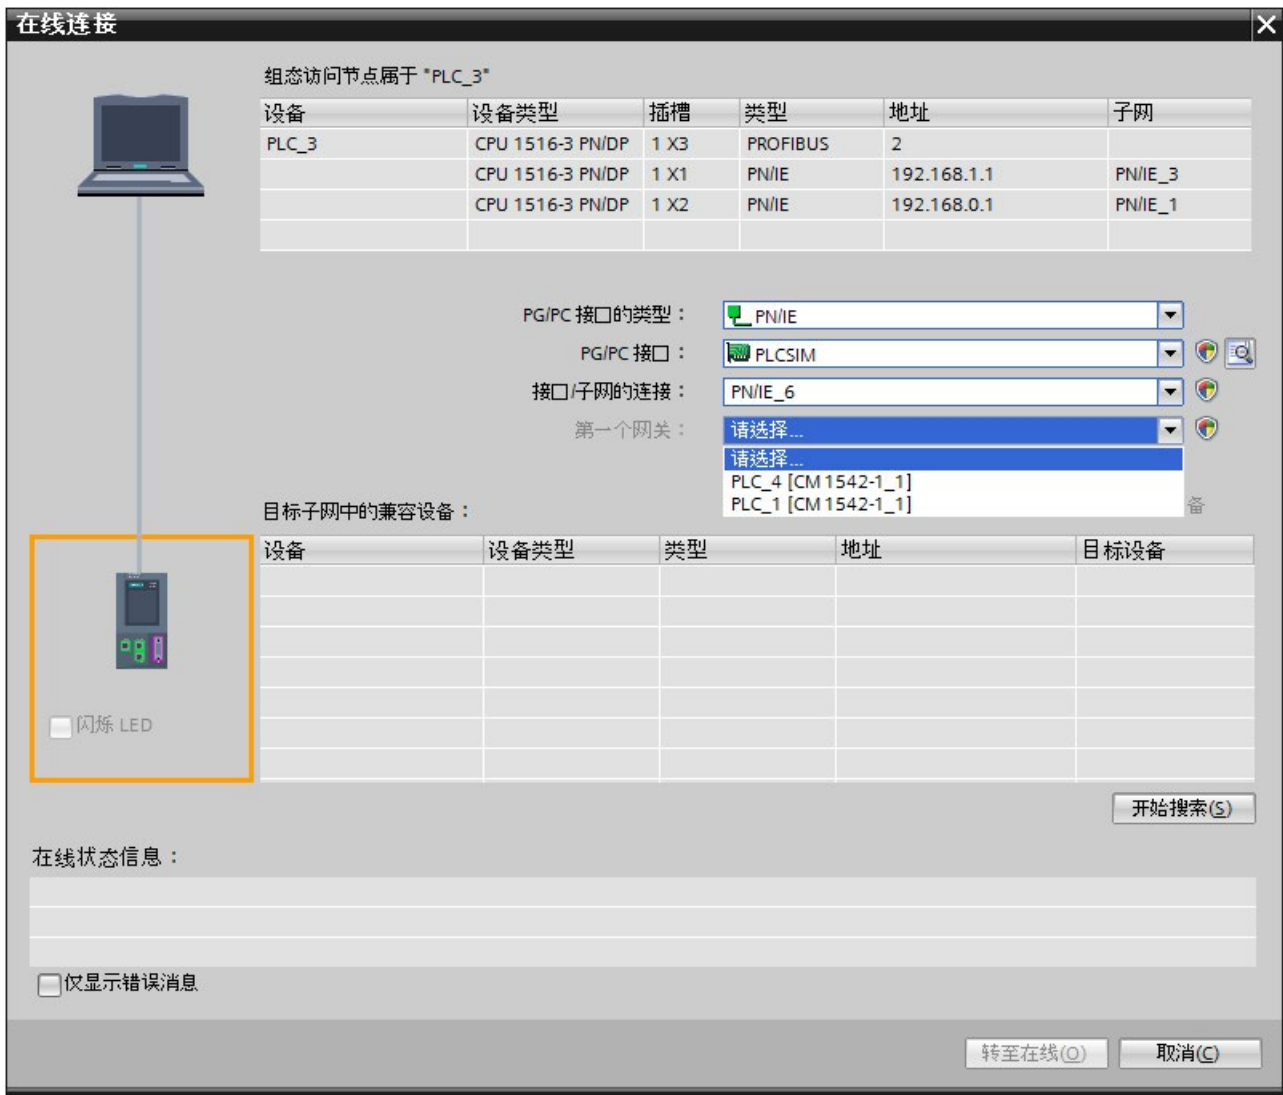 在线连接
组态访问节点属于 "PLC_3"
设备 设备类型 插槽 类型 地址 子网
PLC_3 CPU 1516-3 PN/DP 1 X3 PROFIBUS 2
CPU 1516-3 PN/DP 1 X1 PN/IE 192.168.1.1 PN/IE_3
CPU 1516-3 PN/DP 1 X2 PN/IE 192.168.0.1 PN/IE_1
PG/PC 接口的类型： PN/IE
PG/PC 接口： PLCSIM
接口/子网的连接： PN/IE_6
第一个网关： 请选择...
请选择...
PLC_4 [CM 1542-1_1]
PLC_1 [CM 1542-1_1]
目标子网中的兼容设备： 备
设备 设备类型 类型 地址 目标设备
闪烁 LED
开始搜索(S)
在线状态信息：
仅显示错误消息
转至在线(O) 取消(C)